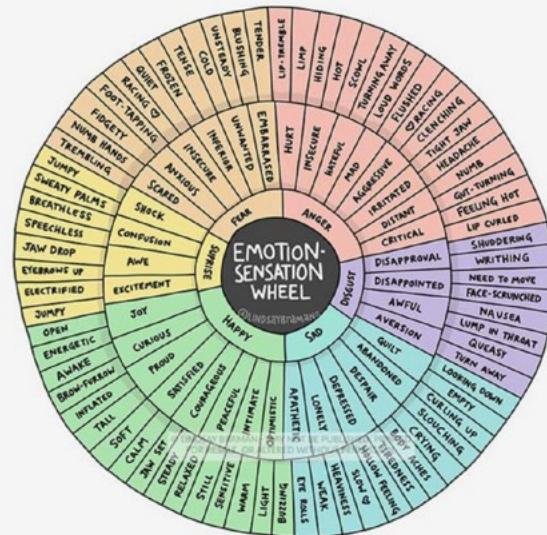 EMOTION-
SENSATION
WHEEL
@LINDSAYBRAMAN
FEAR
ANGER
DISGUST
SAD
HAPPY
SURPRISE
SCARED
ANXIOUS
INSECURE
INFERIOR
UNWANTED
EMBARRASED
HURT
INSECURE
HATEFUL
MAD
AGGRESSIVE
IRRITATED
DISTANT
CRITICAL
DISAPPROVAL
DISAPPOINTED
AWFUL
AVERSION
GUILT
ABANDONED
DESPAIR
DEPRESSED
LONELY
APATHETIC
OPTIMISTIC
INTIMATE
PEACEFUL
COURAGEOUS
SATISFIED
PROUD
CURIOUS
JOY
EXCITEMENT
AWE
CONFUSION
SHOCK
TREMBLING
NUMB HANDS
FIDGETY
FOOT-TAPPING
RACING ♡
QUIET
FROZEN
TENSE
COLD
UNSTEADY
BLUSHING
TENDER
LIP-TREMBLE
LIMP
HIDING
HOT
SCOWL
TURNING AWAY
LOUD WORDS
FLUSHED
♡ RACING
CLENCHING
TIGHT JAW
HEADACHE
NUMB
GUT-TURNING
FEELING HOT
LIP CURLED
SHUDDERING
WRITHING
NEED TO MOVE
FACE-SCRUNCHED
NAUSEA
LUMP IN THROAT
QUEASY
TURN AWAY
LOOKING DOWN
EMPTY
CURLING UP
SLOUCHING
CRYING
BODY ACHES
TIREDNESS
HOLLOW FEELING
SLOW ♡
HEAVINESS
WEAK
EYE ROLLS
BUZZING
LIGHT
WARM
SENSITIVE
STILL
RELAXED
STEADY
JAW SET
CALM
SOFT
TALL
INFLATED
BROW-FURROW
AWAKE
ENERGETIC
OPEN
JUMPY
ELECTRIFIED
EYEBROWS UP
JAW DROP
SPEECHLESS
BREATHLESS
SWEATY PALMS
JUMPY